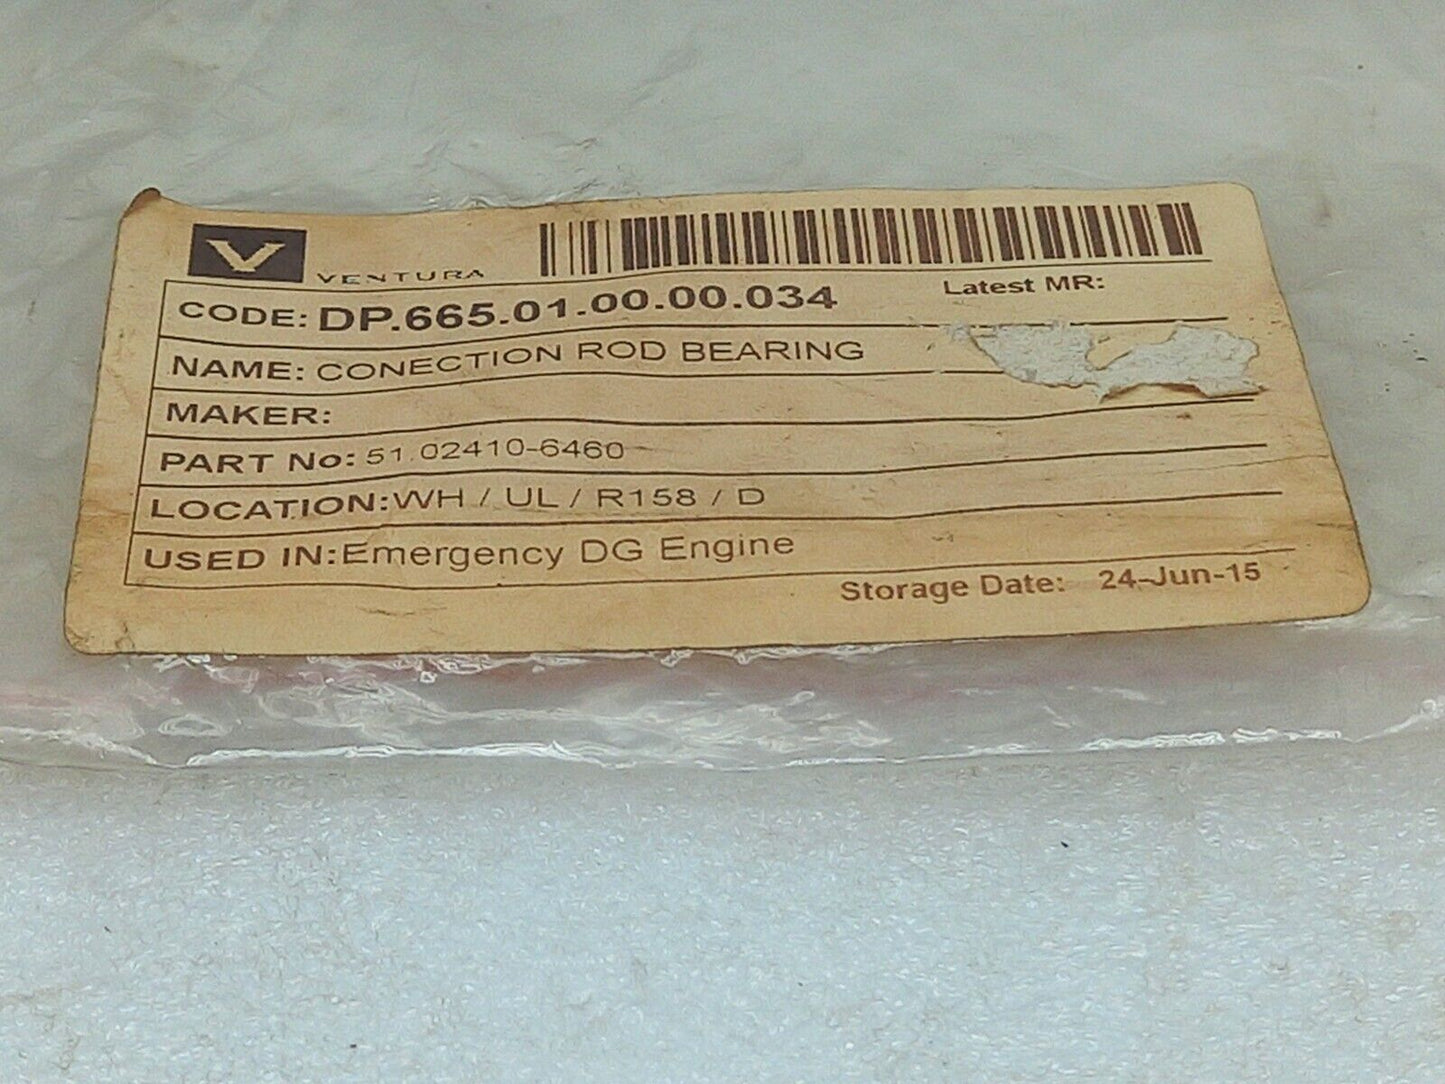 V VENTURA
Latest MR:
CODE: DP.665.01.00.00.034
NAME: CONECTION ROD BEARING
MAKER:
PART No: 51.02410-6460
LOCATION: WH / UL / R158 / D
USED IN: Emergency DG Engine
Storage Date: 24-Jun-15